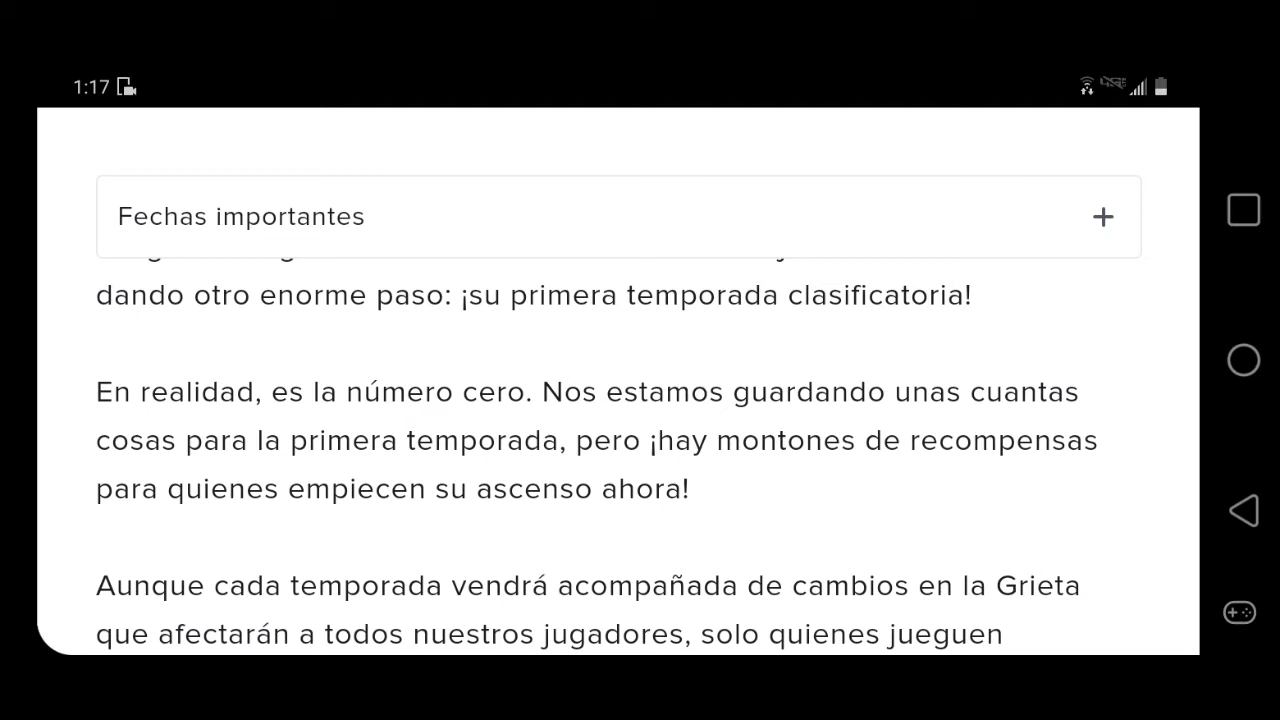 1:17
Fechas importantes
dando otro enorme paso: ¡su primera temporada clasificatoria!
En realidad, es la número cero. Nos estamos guardando unas cuantas
cosas para la primera temporada, pero ¡hay montones de recompensas
para quienes empiecen su ascenso ahora!
Aunque cada temporada vendrá acompañada de cambios en la Grieta
que afectarán a todos nuestros jugadores, solo quienes jueguen